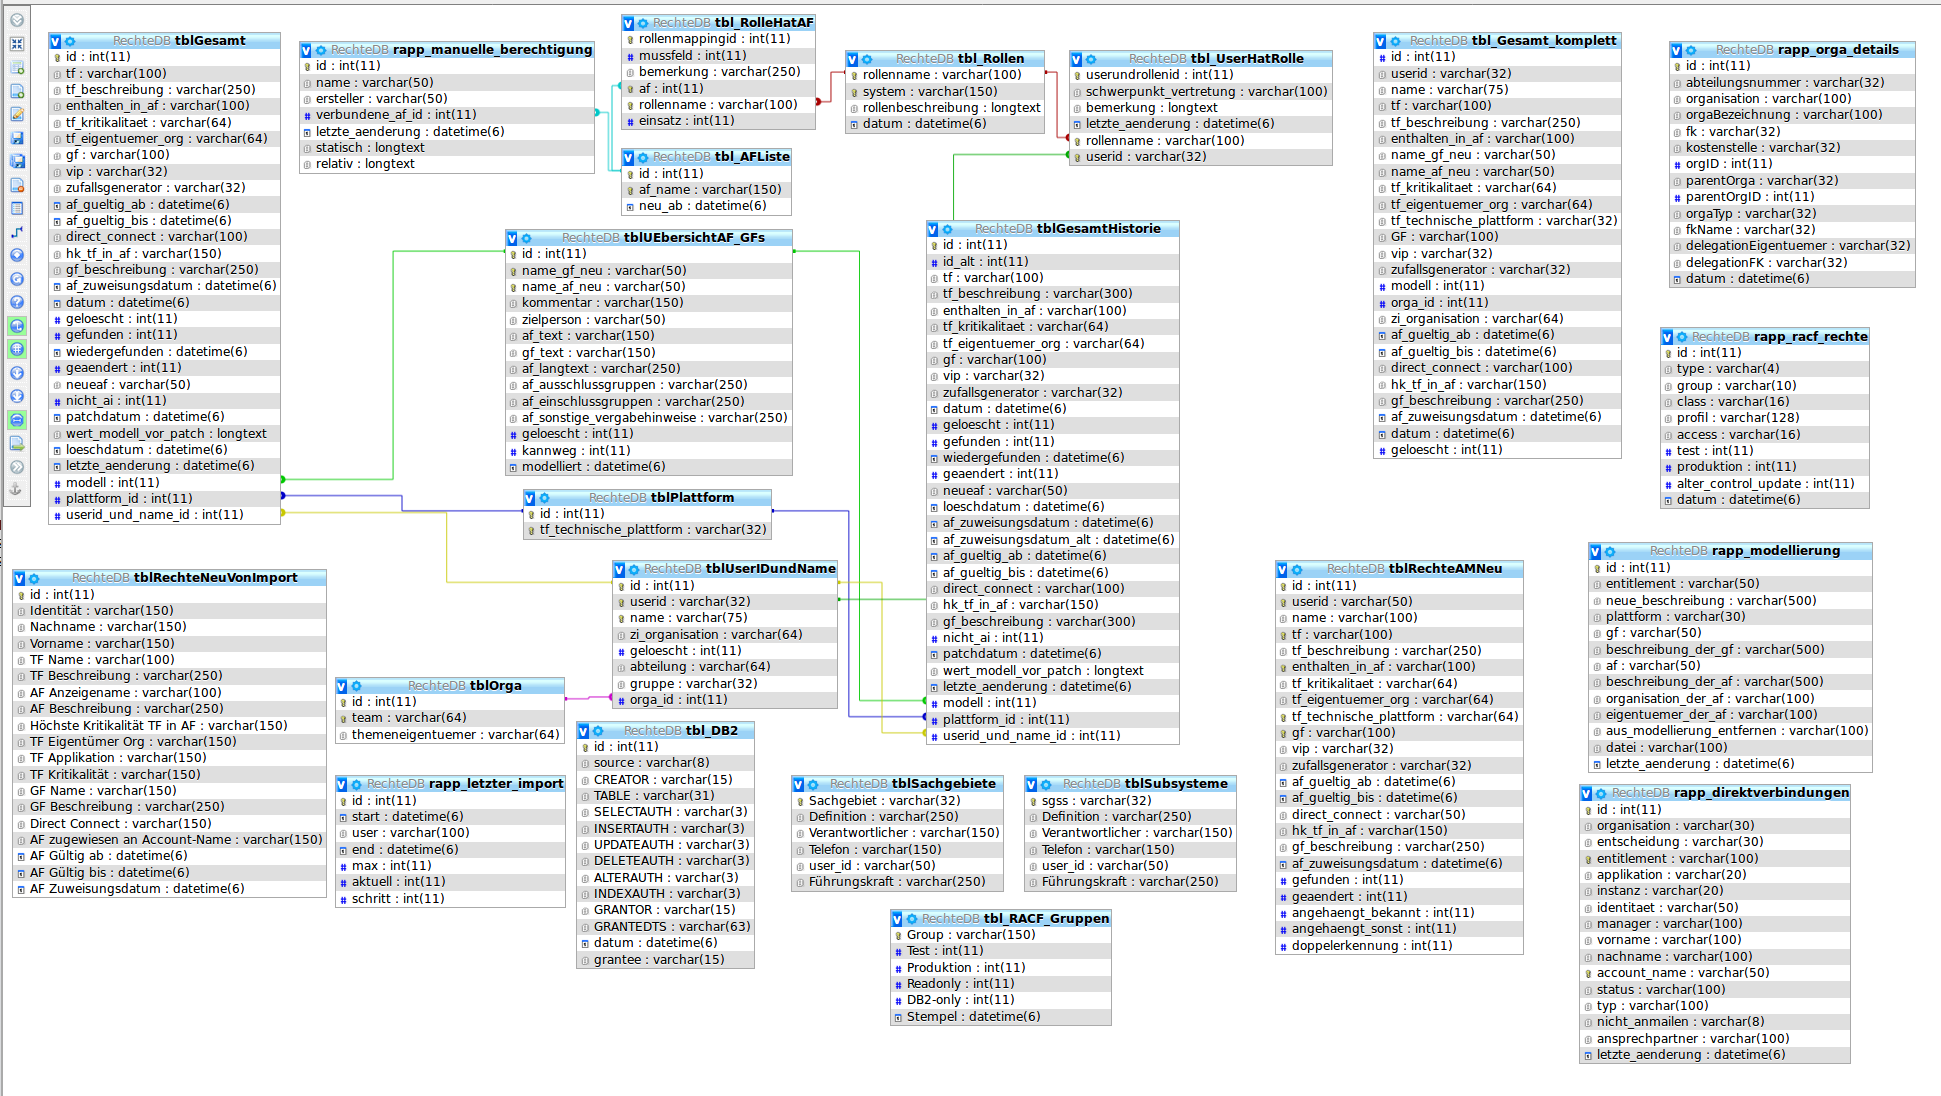 RechteDB tblGesamt
id : int(11)
tf : varchar(100)
tf_beschreibung : varchar(250)
enthalten_in_af : varchar(100)
tf_kritikalitaet : varchar(64)
tf_eigentuemer_org : varchar(64)
gf : varchar(100)
vip : varchar(32)
zufallsgenerator : varchar(32)
af_gueltig_ab : datetime(6)
af_gueltig_bis : datetime(6)
direct_connect : varchar(100)
hk_tf_in_af : varchar(150)
gf_beschreibung : varchar(250)
af_zuweisungsdatum : datetime(6)
datum : datetime(6)
geloescht : int(11)
gefunden : int(11)
wiedergefunden : datetime(6)
geaendert : int(11)
neueaf : varchar(50)
nicht_ai : int(11)
patchdatum : datetime(6)
wert_modell_vor_patch : longtext
loeschdatum : datetime(6)
letzte_aenderung : datetime(6)
modell : int(11)
plattform_id : int(11)
userid_und_name_id : int(11)
RechteDB rapp_manuelle_berechtigung
id : int(11)
name : varchar(50)
ersteller : varchar(50)
verbundene_af_id : int(11)
letzte_aenderung : datetime(6)
statisch : longtext
relativ : longtext
RechteDB tbl_RolleHatAF
rollenmappingid : int(11)
mussfeld : int(11)
bemerkung : varchar(250)
af : int(11)
rollenname : varchar(100)
einsatz : int(11)
RechteDB tbl_AFListe
id : int(11)
af_name : varchar(150)
neu_ab : datetime(6)
RechteDB tbl_Rollen
rollenname : varchar(100)
system : varchar(150)
rollenbeschreibung : longtext
datum : datetime(6)
RechteDB tbl_UserHatRolle
userundrollenid : int(11)
schwerpunkt_vertretung : varchar(100)
bemerkung : longtext
letzte_aenderung : datetime(6)
rollenname : varchar(100)
userid : varchar(32)
RechteDB tbl_Gesamt_komplett
id : int(11)
userid : varchar(32)
name : varchar(75)
tf : varchar(100)
tf_beschreibung : varchar(250)
enthalten_in_af : varchar(100)
name_gf_neu : varchar(50)
name_af_neu : varchar(50)
tf_kritikalitaet : varchar(64)
tf_eigentuemer_org : varchar(64)
tf_technische_plattform : varchar(32)
GF : varchar(100)
vip : varchar(32)
zufallsgenerator : varchar(32)
modell : int(11)
orga_id : int(11)
zi_organisation : varchar(64)
af_gueltig_ab : datetime(6)
af_gueltig_bis : datetime(6)
direct_connect : varchar(100)
hk_tf_in_af : varchar(150)
gf_beschreibung : varchar(250)
af_zuweisungsdatum : datetime(6)
datum : datetime(6)
geloescht : int(11)
RechteDB rapp_orga_details
id : int(11)
abteilungsnummer : varchar(32)
organisation : varchar(100)
orgaBezeichnung : varchar(100)
fk : varchar(32)
kostenstelle : varchar(32)
orgID : int(11)
parentOrga : varchar(32)
parentOrgID : int(11)
orgaTyp : varchar(32)
fkName : varchar(32)
delegationEigentuemer : varchar(32)
delegationFK : varchar(32)
datum : datetime(6)
RechteDB tblUEbersichtAF_GFs
id : int(11)
name_gf_neu : varchar(50)
name_af_neu : varchar(50)
kommentar : varchar(150)
zielperson : varchar(50)
af_text : varchar(150)
gf_text : varchar(150)
af_langtext : varchar(250)
af_ausschlussgruppen : varchar(250)
af_einschlussgruppen : varchar(250)
af_sonstige_vergabehinweise : varchar(250)
geloescht : int(11)
kannweg : int(11)
modelliert : datetime(6)
RechteDB tblGesamtHistorie
id : int(11)
id_alt : int(11)
tf : varchar(100)
tf_beschreibung : varchar(300)
enthalten_in_af : varchar(100)
tf_kritikalitaet : varchar(64)
tf_eigentuemer_org : varchar(64)
gf : varchar(100)
vip : varchar(32)
zufallsgenerator : varchar(32)
datum : datetime(6)
geloescht : int(11)
gefunden : int(11)
wiedergefunden : datetime(6)
geaendert : int(11)
neueaf : varchar(50)
loeschdatum : datetime(6)
af_zuweisungsdatum : datetime(6)
af_zuweisungsdatum_alt : datetime(6)
af_gueltig_ab : datetime(6)
af_gueltig_bis : datetime(6)
direct_connect : varchar(100)
hk_tf_in_af : varchar(150)
gf_beschreibung : varchar(300)
nicht_ai : int(11)
patchdatum : datetime(6)
wert_modell_vor_patch : longtext
letzte_aenderung : datetime(6)
modell : int(11)
plattform_id : int(11)
userid_und_name_id : int(11)
RechteDB rapp_racf_rechte
id : int(11)
type : varchar(4)
group : varchar(10)
class : varchar(16)
profil : varchar(128)
access : varchar(16)
test : int(11)
produktion : int(11)
alter_control_update : int(11)
datum : datetime(6)
RechteDB tblPlattform
id : int(11)
tf_technische_plattform : varchar(32)
RechteDB tblUserIDundName
id : int(11)
userid : varchar(32)
name : varchar(75)
zi_organisation : varchar(64)
geloescht : int(11)
abteilung : varchar(64)
gruppe : varchar(32)
orga_id : int(11)
RechteDB tblRechteNeuVonImport
id : int(11)
Identität : varchar(150)
Nachname : varchar(150)
Vorname : varchar(150)
TF Name : varchar(100)
TF Beschreibung : varchar(250)
AF Anzeigename : varchar(100)
AF Beschreibung : varchar(250)
Höchste Kritikalität TF in AF : varchar(150)
TF Eigentümer Org : varchar(150)
TF Applikation : varchar(150)
TF Kritikalität : varchar(150)
GF Name : varchar(150)
GF Beschreibung : varchar(250)
Direct Connect : varchar(150)
AF zugewiesen an Account-Name : varchar(150)
AF Gültig ab : datetime(6)
AF Gültig bis : datetime(6)
AF Zuweisungsdatum : datetime(6)
RechteDB tblOrga
id : int(11)
team : varchar(64)
themeneigentuemer : varchar(64)
RechteDB rapp_letzter_import
id : int(11)
start : datetime(6)
user : varchar(100)
end : datetime(6)
max : int(11)
aktuell : int(11)
schritt : int(11)
RechteDB tbl_DB2
id : int(11)
source : varchar(8)
CREATOR : varchar(15)
TABLE : varchar(31)
SELECTAUTH : varchar(3)
INSERTAUTH : varchar(3)
UPDATEAUTH : varchar(3)
DELETEAUTH : varchar(3)
ALTERAUTH : varchar(3)
INDEXAUTH : varchar(3)
GRANTOR : varchar(15)
GRANTEDTS : varchar(63)
datum : datetime(6)
grantee : varchar(15)
RechteDB tblSachgebiete
Sachgebiet : varchar(32)
Definition : varchar(250)
Verantwortlicher : varchar(150)
Telefon : varchar(150)
user_id : varchar(50)
Führungskraft : varchar(250)
RechteDB tblSubsysteme
sgss : varchar(32)
Definition : varchar(250)
Verantwortlicher : varchar(150)
Telefon : varchar(150)
user_id : varchar(50)
Führungskraft : varchar(250)
RechteDB tbl_RACF_Gruppen
Group : varchar(150)
Test : int(11)
Produktion : int(11)
Readonly : int(11)
DB2-only : int(11)
Stempel : datetime(6)
RechteDB tblRechteAMNeu
id : int(11)
userid : varchar(50)
name : varchar(100)
tf : varchar(100)
tf_beschreibung : varchar(250)
enthalten_in_af : varchar(100)
tf_kritikalitaet : varchar(64)
tf_eigentuemer_org : varchar(64)
tf_technische_plattform : varchar(64)
gf : varchar(100)
vip : varchar(32)
zufallsgenerator : varchar(32)
af_gueltig_ab : datetime(6)
af_gueltig_bis : datetime(6)
direct_connect : varchar(50)
hk_tf_in_af : varchar(150)
gf_beschreibung : varchar(250)
af_zuweisungsdatum : datetime(6)
gefunden : int(11)
geaendert : int(11)
angehaengt_bekannt : int(11)
angehaengt_sonst : int(11)
doppelerkennung : int(11)
RechteDB rapp_modellierung
id : int(11)
entitlement : varchar(50)
neue_beschreibung : varchar(500)
plattform : varchar(30)
gf : varchar(50)
beschreibung_der_gf : varchar(500)
af : varchar(50)
beschreibung_der_af : varchar(500)
organisation_der_af : varchar(100)
eigentuemer_der_af : varchar(100)
aus_modellierung_entfernen : varchar(100)
datei : varchar(100)
letzte_aenderung : datetime(6)
RechteDB rapp_direktverbindungen
id : int(11)
organisation : varchar(30)
entscheidung : varchar(30)
entitlement : varchar(100)
applikation : varchar(20)
instanz : varchar(20)
identitaet : varchar(50)
manager : varchar(100)
vorname : varchar(100)
nachname : varchar(100)
account_name : varchar(50)
status : varchar(100)
typ : varchar(100)
nicht_anmailen : varchar(8)
ansprechpartner : varchar(100)
letzte_aenderung : datetime(6)